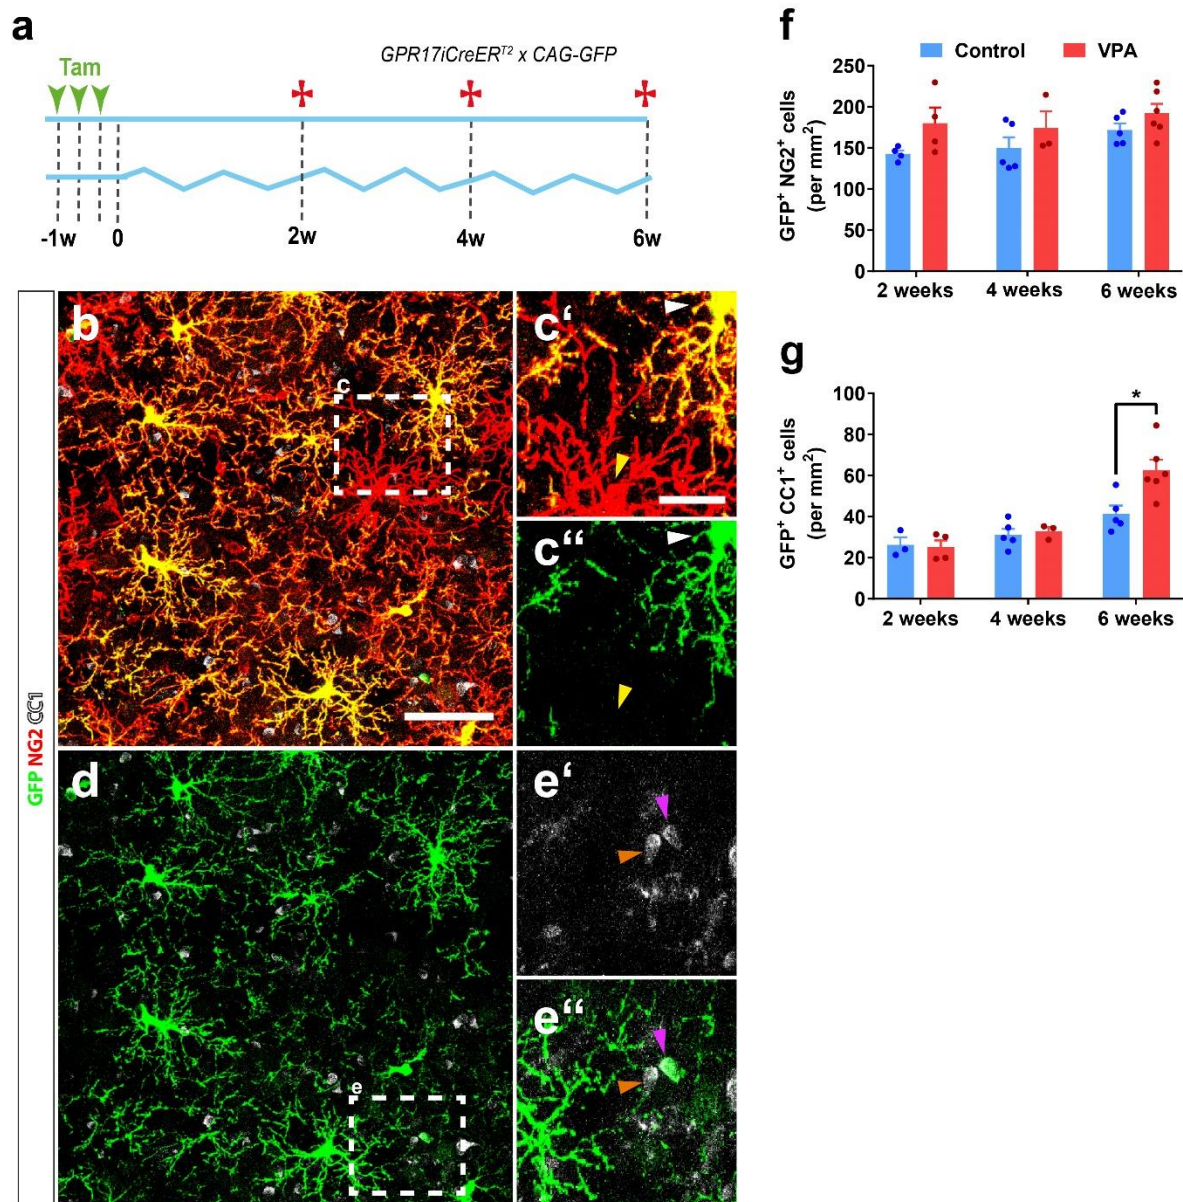 a
GPR17iCreERT2 x CAG-GFP
Tam
-1w 0 2w 4w 6w
GFP NG2 CC1
b
c
c‘
c‘‘
d
e
e‘
e‘‘
f
Control VPA
GFP+ NG2+ cells
(per mm2)
250
200
150
100
50
0
2 weeks 4 weeks 6 weeks
g
*
GFP+ CC1+ cells
(per mm2)
100
80
60
40
20
0
2 weeks 4 weeks 6 weeks